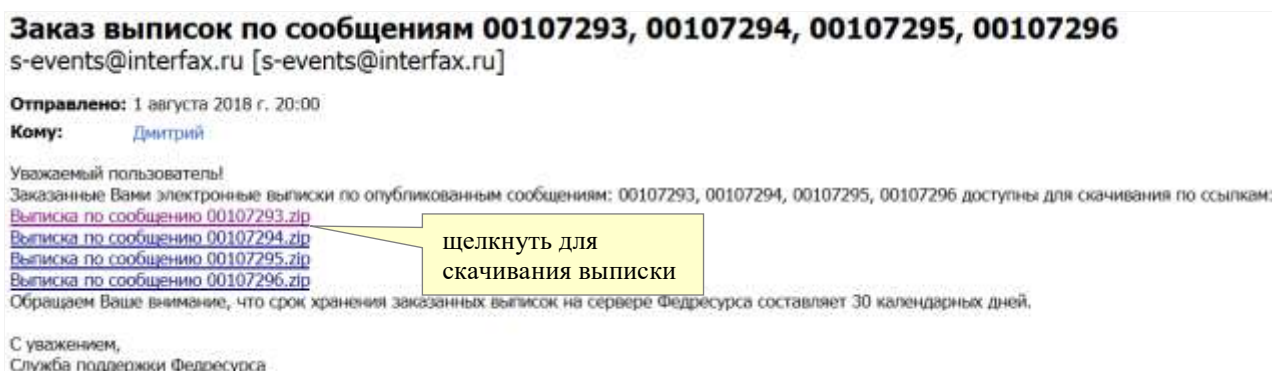 Заказ выписок по сообщениям 00107293, 00107294, 00107295, 00107296
s-events@interfax.ru [s-events@interfax.ru]
Отправлено: 1 августа 2018 г. 20:00
Кому: Дмитрий
Уважаемый пользователь!
Заказанные Вами электронные выписки по опубликованным сообщениям: 00107293, 00107294, 00107295, 00107296 доступны для скачивания по ссылкам:
Выписка по сообщению 00107293.zip
Выписка по сообщению 00107294.zip
Выписка по сообщению 00107295.zip
Выписка по сообщению 00107296.zip
щелкнуть для
скачивания выписки
Обращаем Ваше внимание, что срок хранения заказанных выписок на сервере Федресурса составляет 30 календарных дней.
С уважением,
Служба поддержки Федресурса